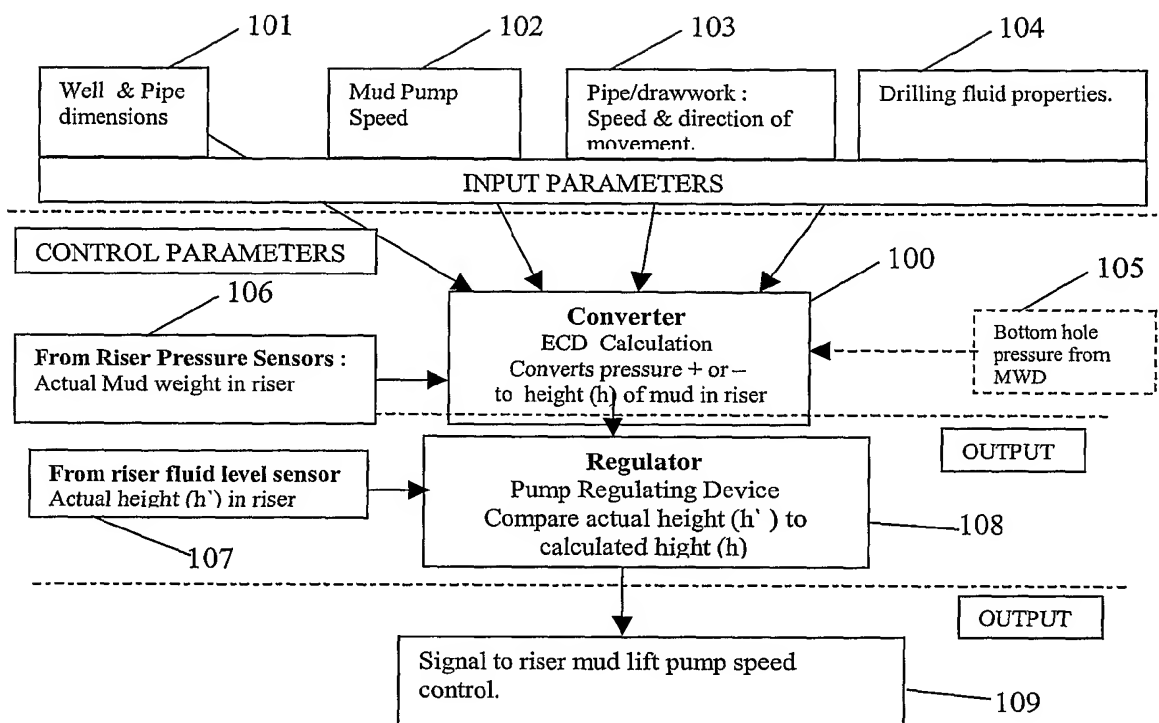 101
102
103
104
Well & Pipe
dimensions
Mud Pump
Speed
Pipe/drawwork :
Speed & direction of
movement.
Drilling fluid properties.
INPUT PARAMETERS
CONTROL PARAMETERS
100
105
106
From Riser Pressure Sensors :
Actual Mud weight in riser
Converter
ECD Calculation
Converts pressure + or –
to height (h) of mud in riser
Bottom hole
pressure from
MWD
OUTPUT
From riser fluid level sensor
Actual height (h`) in riser
107
Regulator
Pump Regulating Device
Compare actual height (h` ) to
calculated hight (h)
108
OUTPUT
Signal to riser mud lift pump speed
control.
109